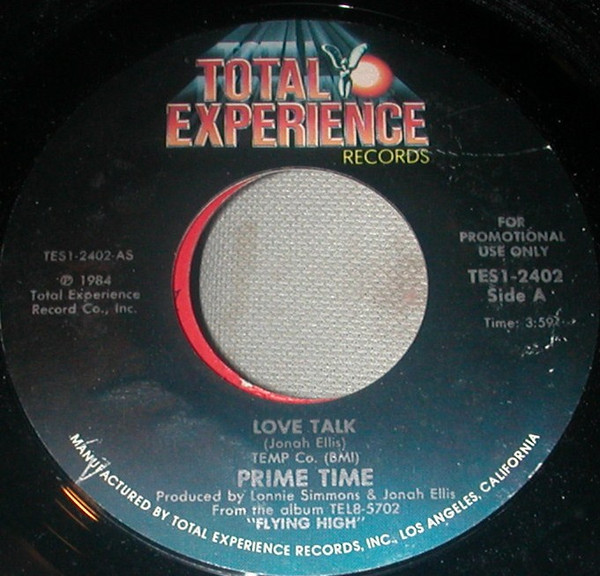 TOTAL
EXPERIENCE
RECORDS
FOR
PROMOTIONAL
USE ONLY
TES1-2402
Side A
Time: 3:59
TES1-2402-AS
℗ 1984
Total Experience
Record Co., Inc.
LOVE TALK
(Jonah Ellis)
TEMP Co. (BMI)
PRIME TIME
Produced by Lonnie Simmons & Jonah Ellis
From the album TEL8-5702
"FLYING HIGH"
MANUFACTURED BY TOTAL EXPERIENCE RECORDS, INC., LOS ANGELES, CALIFORNIA